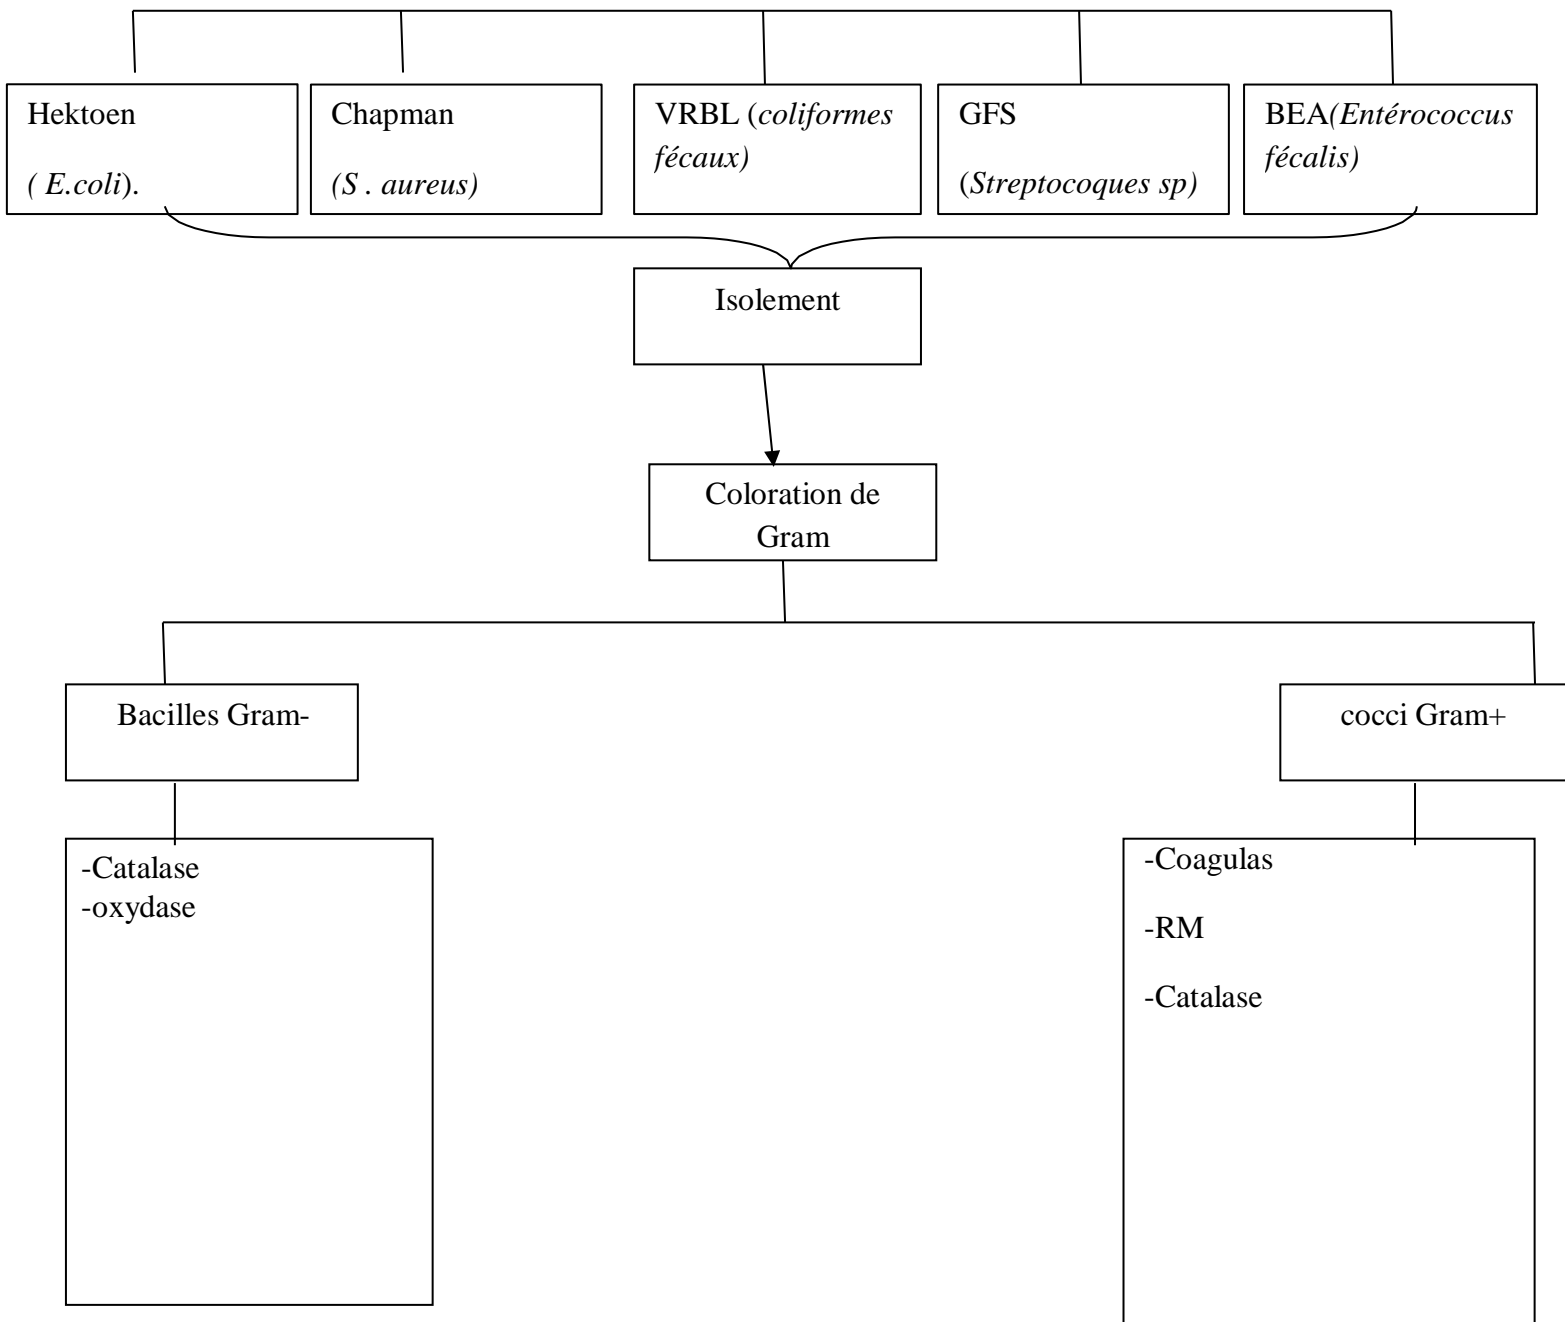 Hektoen
( E.coli).
Chapman
(S . aureus)
VRBL (coliformes
fécaux)
GFS
(Streptocoques sp)
BEA(Entérococcus
fécalis)
Isolement
Coloration de
Gram
Bacilles Gram-
cocci Gram+
-Catalase
-oxydase
-Coagulas
-RM
-Catalase